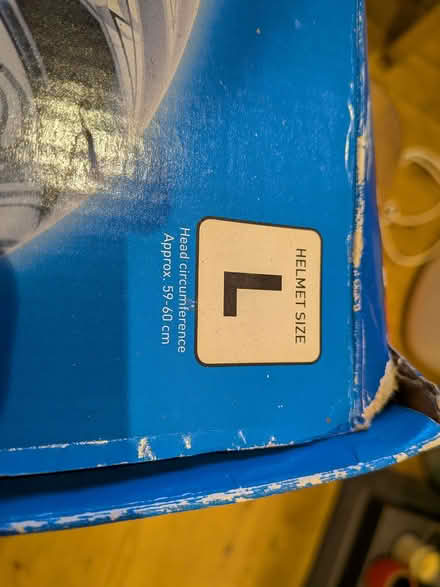 HELMET SIZE
L
Head circumference
Approx. 59-60 cm